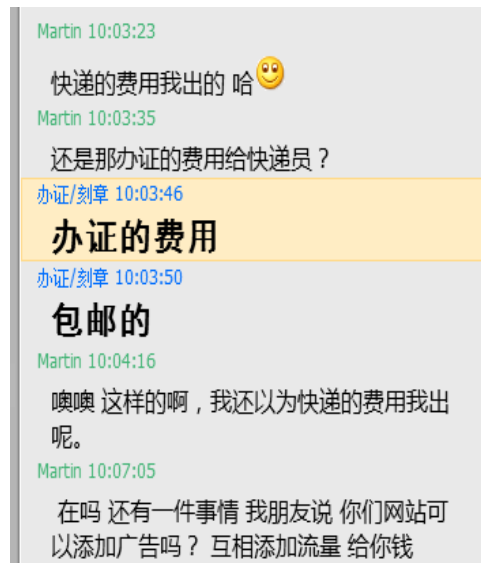 Martin 10:03:23
快递的费用我出的 哈
Martin 10:03:35
还是那办证的费用给快递员？
办证/刻章 10:03:46
办证的费用
办证/刻章 10:03:50
包邮的
Martin 10:04:16
噢噢 这样的啊，我还以为快递的费用我出
呢。
Martin 10:07:05
在吗 还有一件事情 我朋友说 你们网站可
以添加广告吗？ 互相添加流量 给你钱